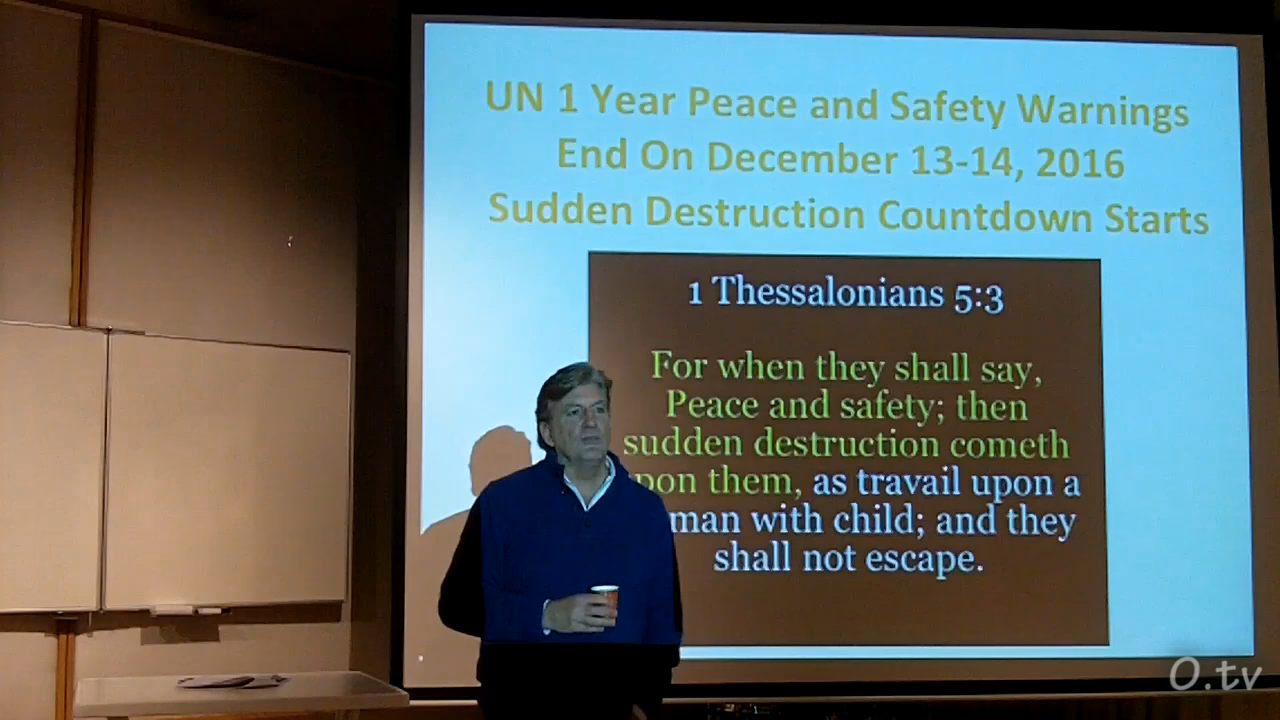 UN 1 Year Peace and Safety Warnings
End On December 13-14, 2016
Sudden Destruction Countdown Starts
1 Thessalonians 5:3
For when they shall say,
Peace and safety; then
sudden destruction cometh
pon them, as travail upon a
man with child; and they
shall not escape.
O.tv